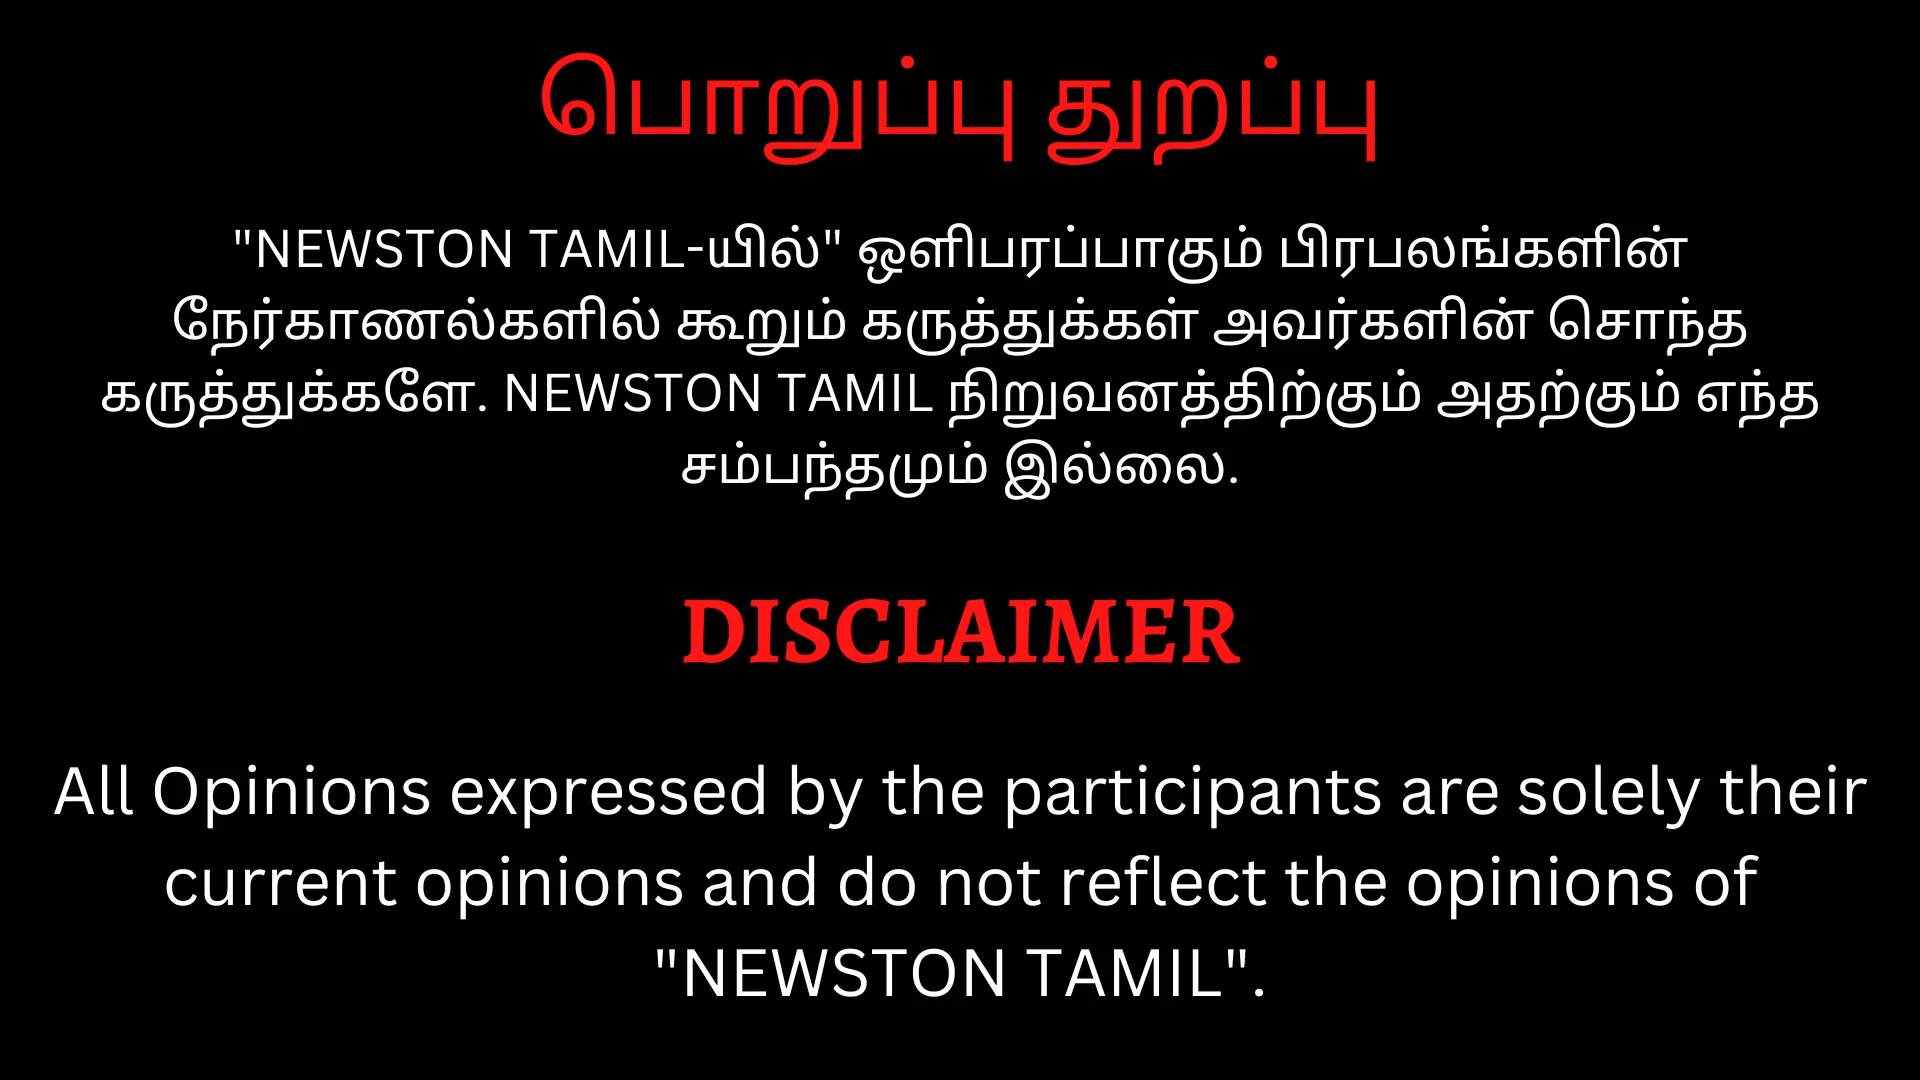 பொறுப்பு துறப்பு
"NEWSTON TAMIL-யில்" ஒளிபரப்பாகும் பிரபலங்களின்
நேர்காணல்களில் கூறும் கருத்துக்கள் அவர்களின் சொந்த
கருத்துக்களே. NEWSTON TAMIL நிறுவனத்திற்கும் அதற்கும் எந்த
சம்பந்தமும் இல்லை.
DISCLAIMER
All Opinions expressed by the participants are solely their
current opinions and do not reflect the opinions of
"NEWSTON TAMIL".